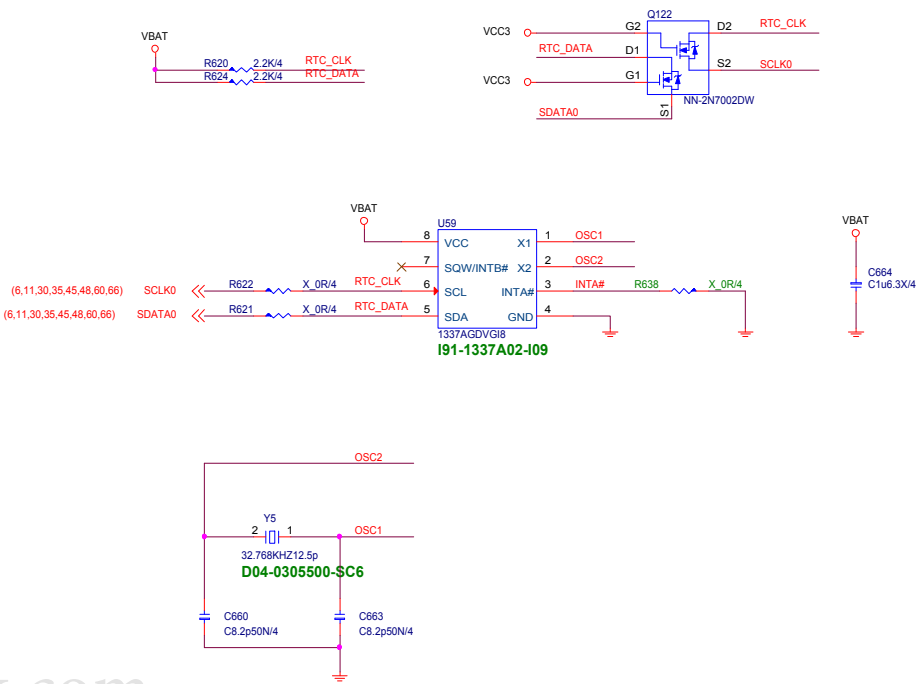 VBAT
R620 2.2K/4 RTC_CLK
R624 2.2K/4 RTC_DATA
Q122
VCC3 G2 D2 RTC_CLK
RTC_DATA D1
S2 SCLK0
VCC3 G1
NN-2N7002DW
SDATA0 S1
VBAT
U59
8 VCC X1 1 OSC1
7 SQW/INTB# X2 2 OSC2
(6,11,30,35,45,48,60,66) SCLK0 R622 X_0R/4 RTC_CLK 6 SCL INTA# 3 INTA# R638 X_0R/4
(6,11,30,35,45,48,60,66) SDATA0 R621 X_0R/4 RTC_DATA 5 SDA GND 4
1337AGDVGI8
I91-1337A02-I09
VBAT
C664
C1u6.3X/4
OSC2
Y5
2 1 OSC1
32.768KHZ12.5p
D04-0305500-SC6
C660 C663
C8.2p50N/4 C8.2p50N/4